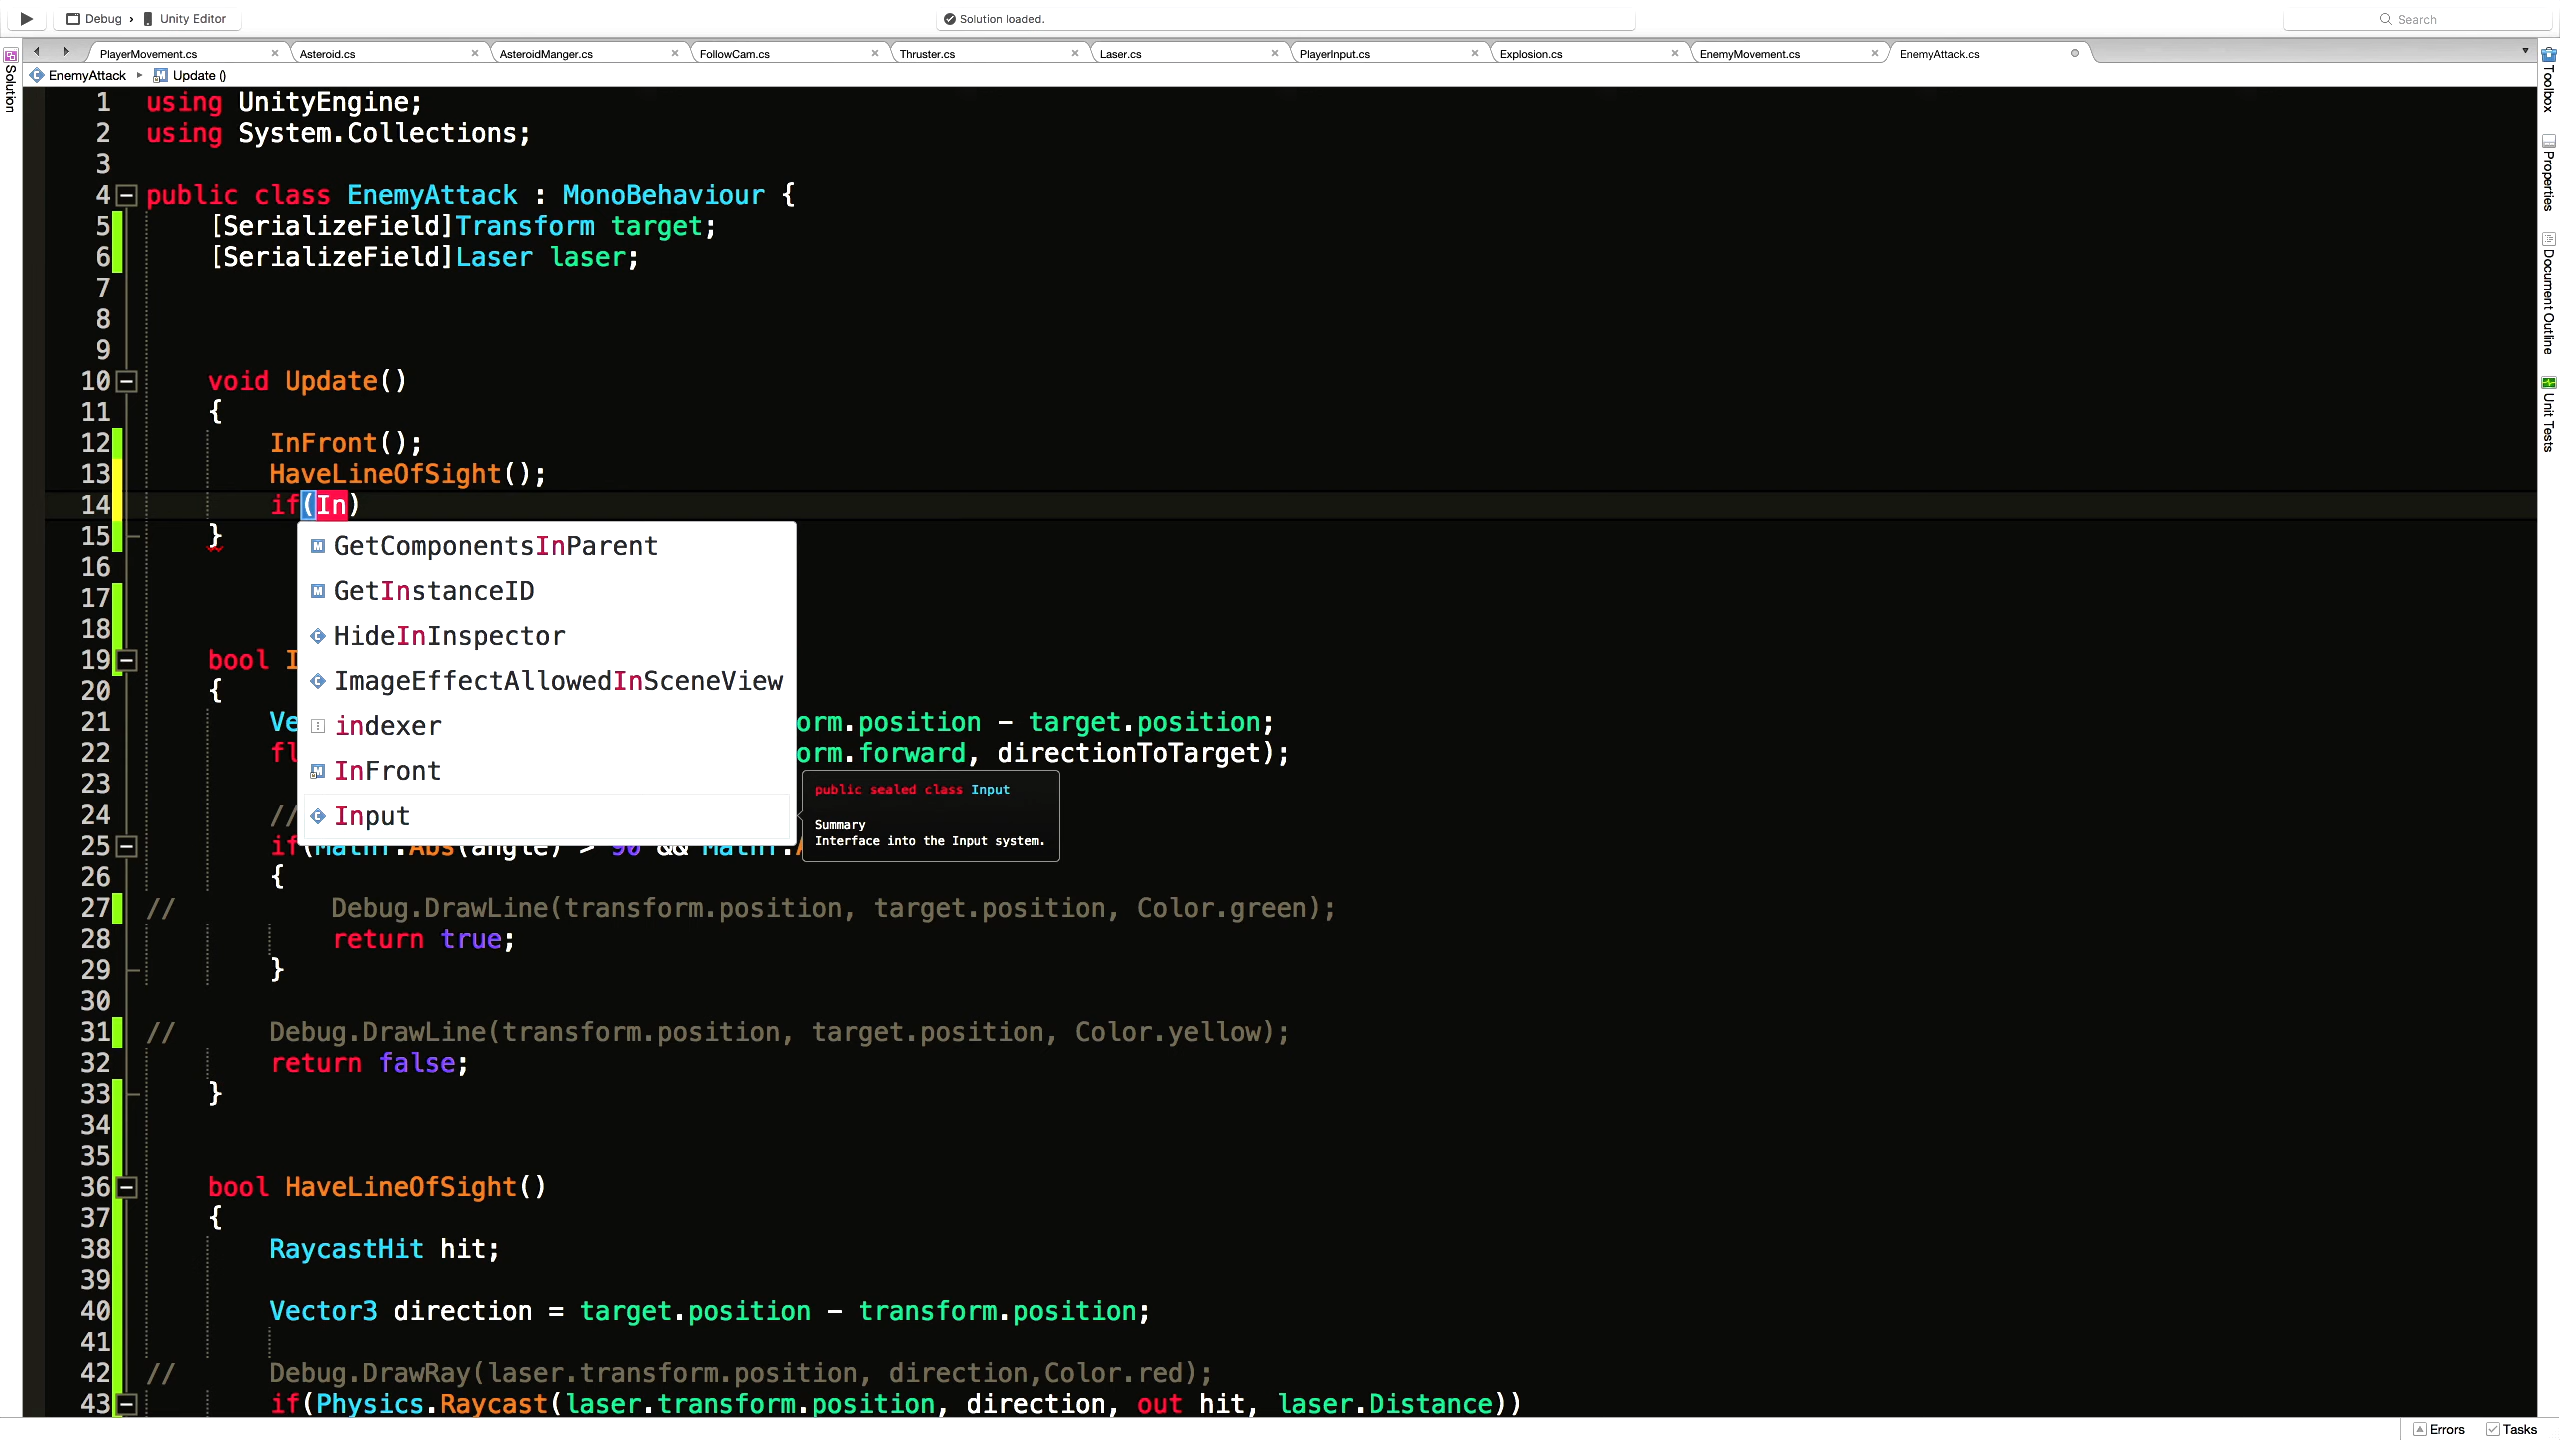 Debug › Unity Editor
Solution loaded.
Search
PlayerMovement.cs
Asteroid.cs
AsteroidManger.cs
FollowCam.cs
Thruster.cs
Laser.cs
PlayerInput.cs
Explosion.cs
EnemyMovement.cs
EnemyAttack.cs
EnemyAttack
Update ()
Solution
Toolbox
Properties
Document Outline
Unit Tests
1 using UnityEngine;
2 using System.Collections;
3
4 public class EnemyAttack : MonoBehaviour {
5 [SerializeField]Transform target;
6 [SerializeField]Laser laser;
7
8
9
10 void Update()
11 {
12 InFront();
13 HaveLineOfSight();
14 if(In)
15 }
GetComponentsInParent
GetInstanceID
HideInInspector
ImageEffectAllowedInSceneView
indexer
InFront
Input
public sealed class Input
Summary
Interface into the Input system.
16
17
18
19 bool I
20 {
21 Ve orm.position - target.position;
22 fl orm.forward, directionToTarget);
23
24 //
25 if(Mathf.Abs(angle) > 90 && Mathf.A
26 {
27 // Debug.DrawLine(transform.position, target.position, Color.green);
28 return true;
29 }
30
31 // Debug.DrawLine(transform.position, target.position, Color.yellow);
32 return false;
33 }
34
35
36 bool HaveLineOfSight()
37 {
38 RaycastHit hit;
39
40 Vector3 direction = target.position - transform.position;
41
42 // Debug.DrawRay(laser.transform.position, direction,Color.red);
43 if(Physics.Raycast(laser.transform.position, direction, out hit, laser.Distance))
Errors
Tasks